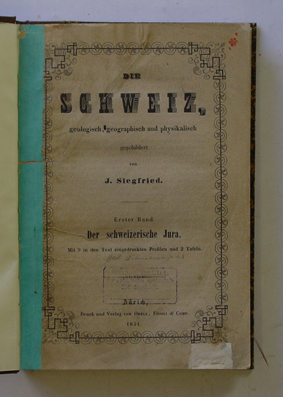 DIE
SCHWEIZ,
geologisch, geographisch und physikalisch
geschildert
von
J. Siegfried.
Erster Band
Der schweizerische Jura.
Mit 9 in den Text eingedruckten Profilen und 2 Tafeln.
Zürich,
Druck und Verlag von Orell, Füssli & Comp.
1851.